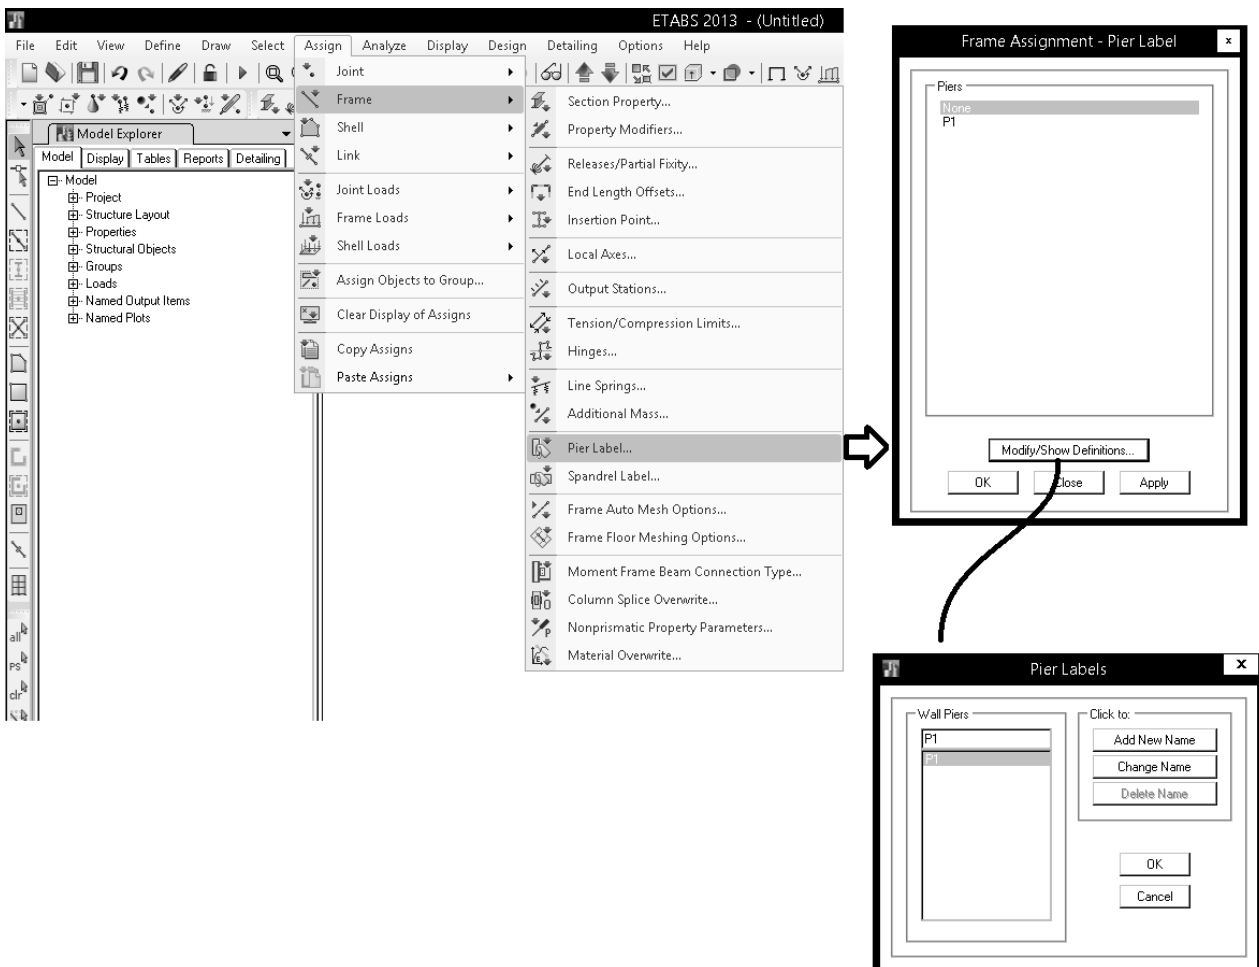 ETABS 2013 - (Untitled)
File Edit View Define Draw Select Assign Analyze Display Design Detailing Options Help
Model Explorer
Model Display Tables Reports Detailing
Model
Project
Structure Layout
Properties
Structural Objects
Groups
Loads
Named Output Items
Named Plots
all
PS
clr
Joint
Frame
Shell
Link
Joint Loads
Frame Loads
Shell Loads
Assign Objects to Group...
Clear Display of Assigns
Copy Assigns
Paste Assigns
Section Property...
Property Modifiers...
Releases/Partial Fixity...
End Length Offsets...
Insertion Point...
Local Axes...
Output Stations...
Tension/Compression Limits...
Hinges...
Line Springs...
Additional Mass...
Pier Label...
Spandrel Label...
Frame Auto Mesh Options...
Frame Floor Meshing Options...
Moment Frame Beam Connection Type...
Column Splice Overwrite...
Nonprismatic Property Parameters...
Material Overwrite...
Frame Assignment - Pier Label x
Piers
None
P1
Modify/Show Definitions...
OK Close Apply
Pier Labels x
Wall Piers
P1
P1
Click to:
Add New Name
Change Name
Delete Name
OK
Cancel